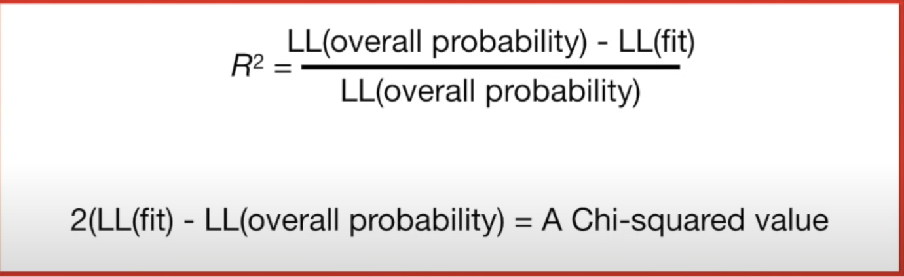 LL(overall probability) - LL(fit)
R² =
LL(overall probability)
2(LL(fit) - LL(overall probability) = A Chi-squared value